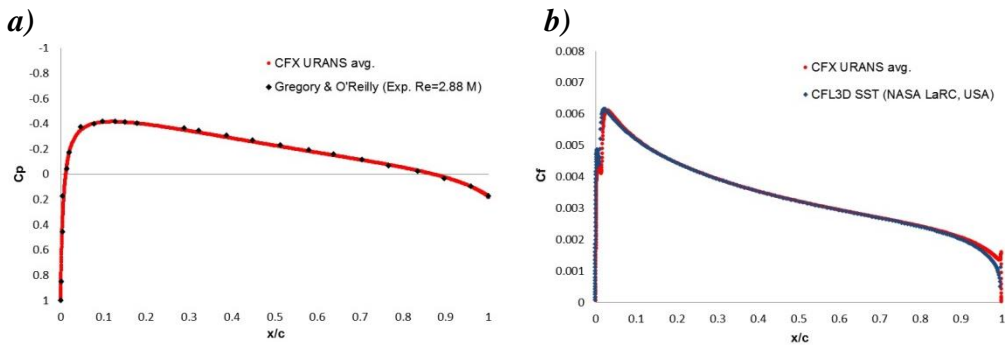 a)
-1
-0.8
-0.6
-0.4
-0.2
0
0.2
0.4
0.6
0.8
1
Cp
CFX URANS avg.
Gregory & O'Reilly (Exp. Re=2.88 M)
0 0.1 0.2 0.3 0.4 0.5 0.6 0.7 0.8 0.9 1
x/c
b)
0.008
0.007
0.006
0.005
0.004
0.003
0.002
0.001
0
Cf
CFX URANS avg.
CFL3D SST (NASA LaRC, USA)
0 0.1 0.2 0.3 0.4 0.5 0.6 0.7 0.8 0.9 1
x/c